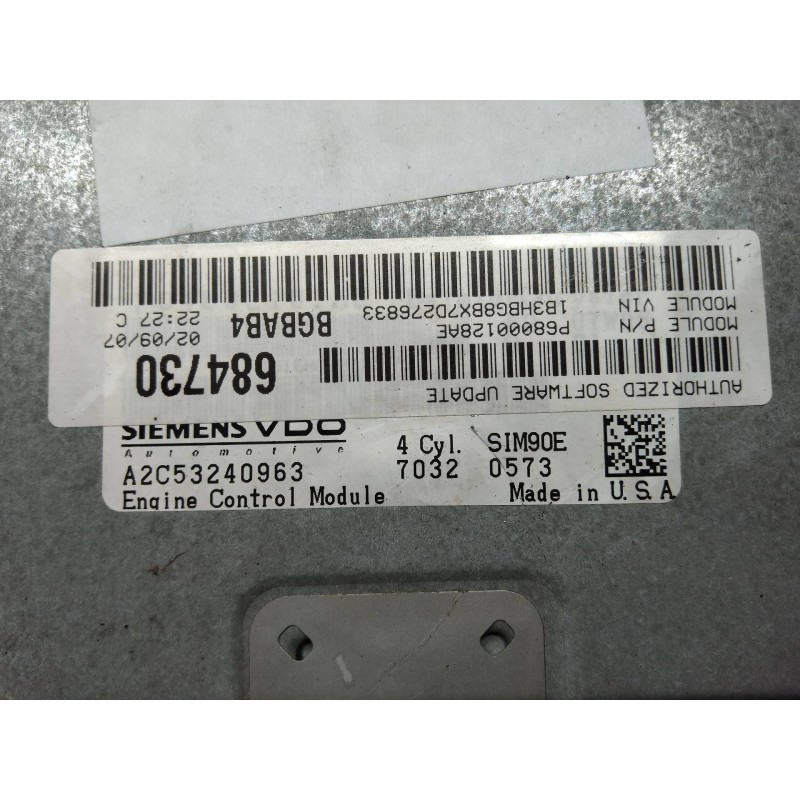 AUTHORIZED SOFTWARE UPDATE
684730
MODULE P/N P68000128AE
BGBAB4
02/09/07
MODULE VIN 1B3HBG8BX7D276833
22:27 C
SIEMENS VDO
Automotive
4 Cyl. SIM90E
A2C53240963
7032 0573
Engine Control Module
Made in U.S.A